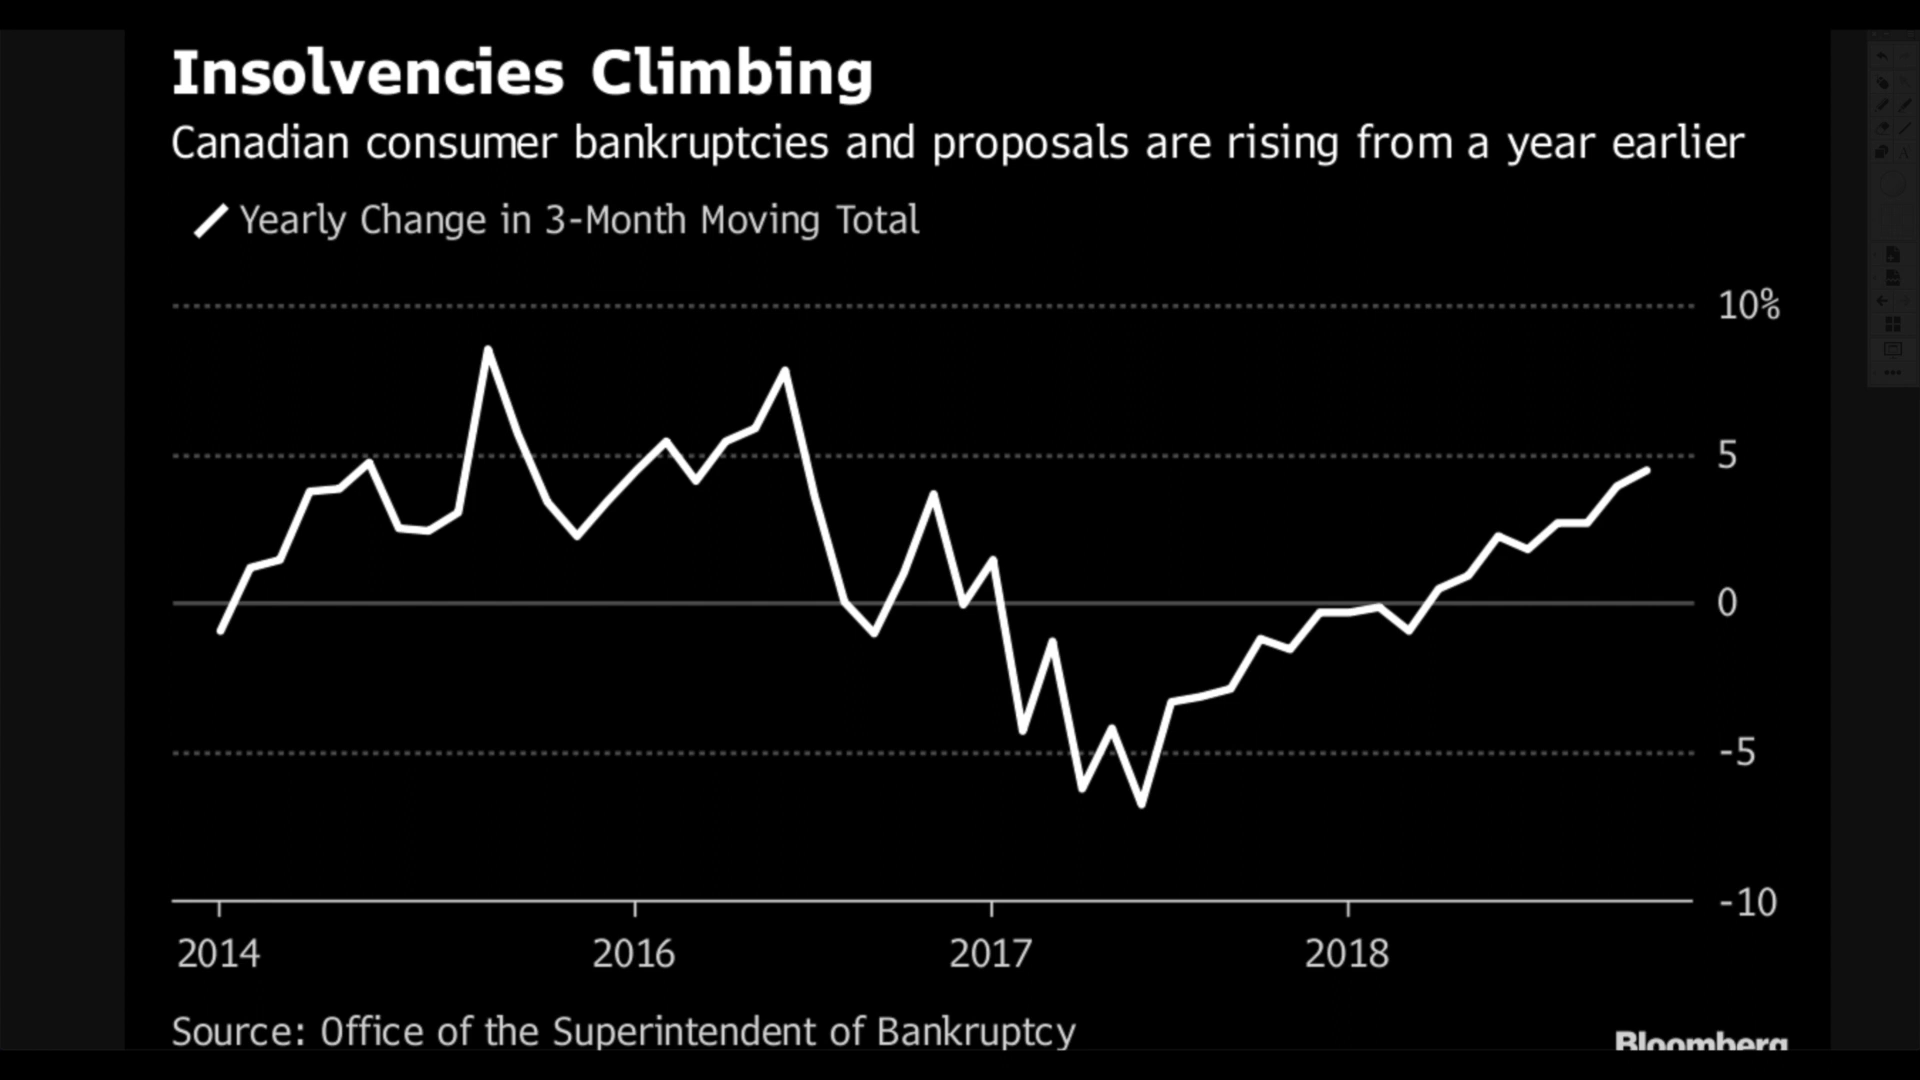 Insolvencies Climbing
Canadian consumer bankruptcies and proposals are rising from a year earlier
Yearly Change in 3-Month Moving Total
10%
5
0
-5
-10
2014 2016 2017 2018
Source: Office of the Superintendent of Bankruptcy
Bloomberg